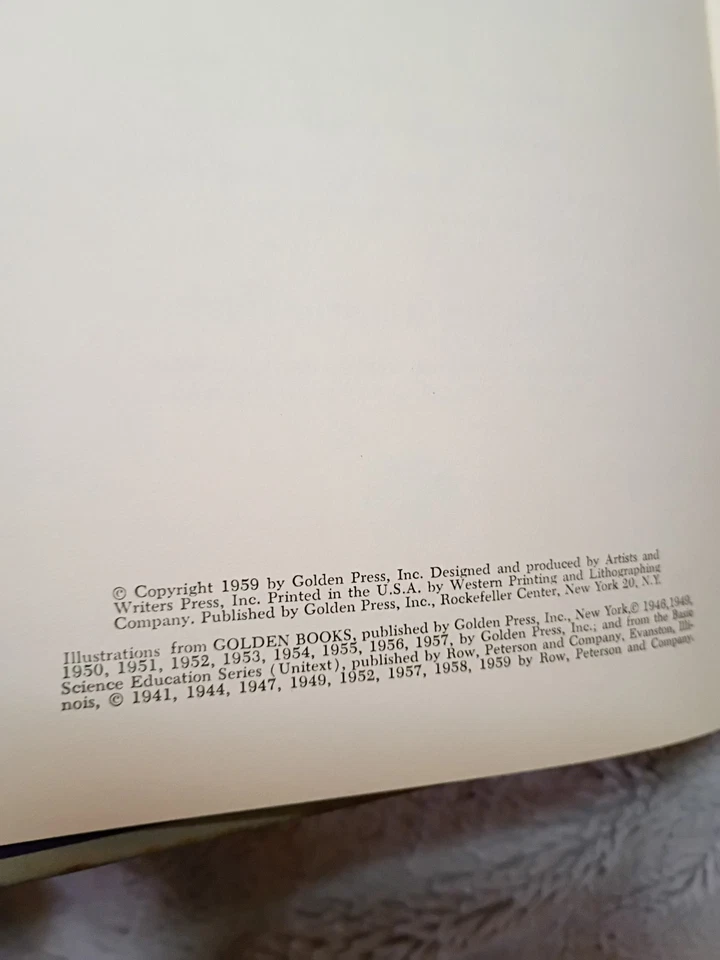 © Copyright 1959 by Golden Press, Inc. Designed and produced by Artists and
Writers Press, Inc. Printed in the U.S.A. by Western Printing and Lithographing
Company. Published by Golden Press, Inc., Rockefeller Center, New York 20, N.Y.
Illustrations from GOLDEN BOOKS, published by Golden Press, Inc., New York,© 1948,1949,
1950, 1951, 1952, 1953, 1954, 1955, 1956, 1957, by Golden Press, Inc.; and from the Basic
Science Education Series (Unitext), published by Row, Peterson and Company, Evanston, Illi-
nois, © 1941, 1944, 1947, 1949, 1952, 1957, 1958, 1959 by Row, Peterson and Company.